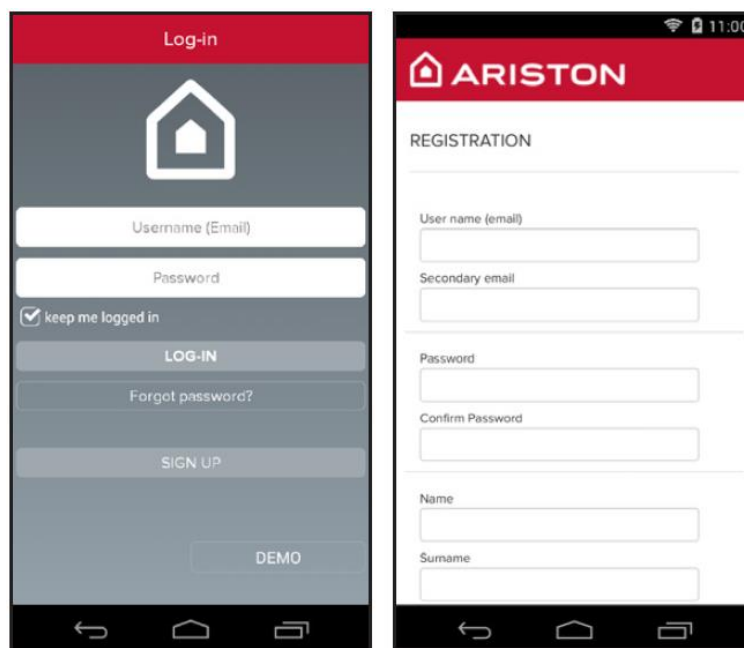 Log-in
Username (Email)
Password
keep me logged in
LOG-IN
Forgot password?
SIGN UP
DEMO
11:00
ARISTON
REGISTRATION
User name (email)
Secondary email
Password
Confirm Password
Name
Surname